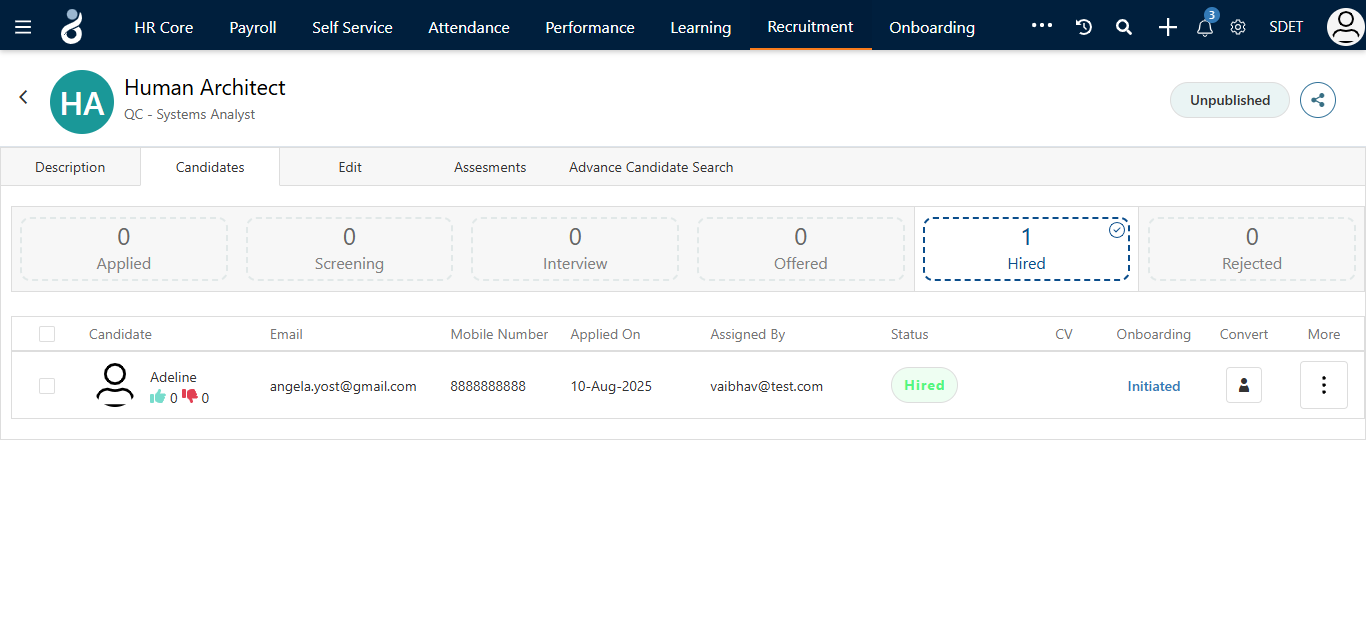 HR Core Payroll Self Service Attendance Performance Learning Recruitment Onboarding 3 SDET
HA Human Architect
QC - Systems Analyst
Unpublished
Description Candidates Edit Assesments Advance Candidate Search
0 0 0 0 1 0
Applied Screening Interview Offered Hired Rejected
Candidate Email Mobile Number Applied On Assigned By Status CV Onboarding Convert More
Adeline
0 0
angela.yost@gmail.com 8888888888 10-Aug-2025 vaibhav@test.com Hired Initiated